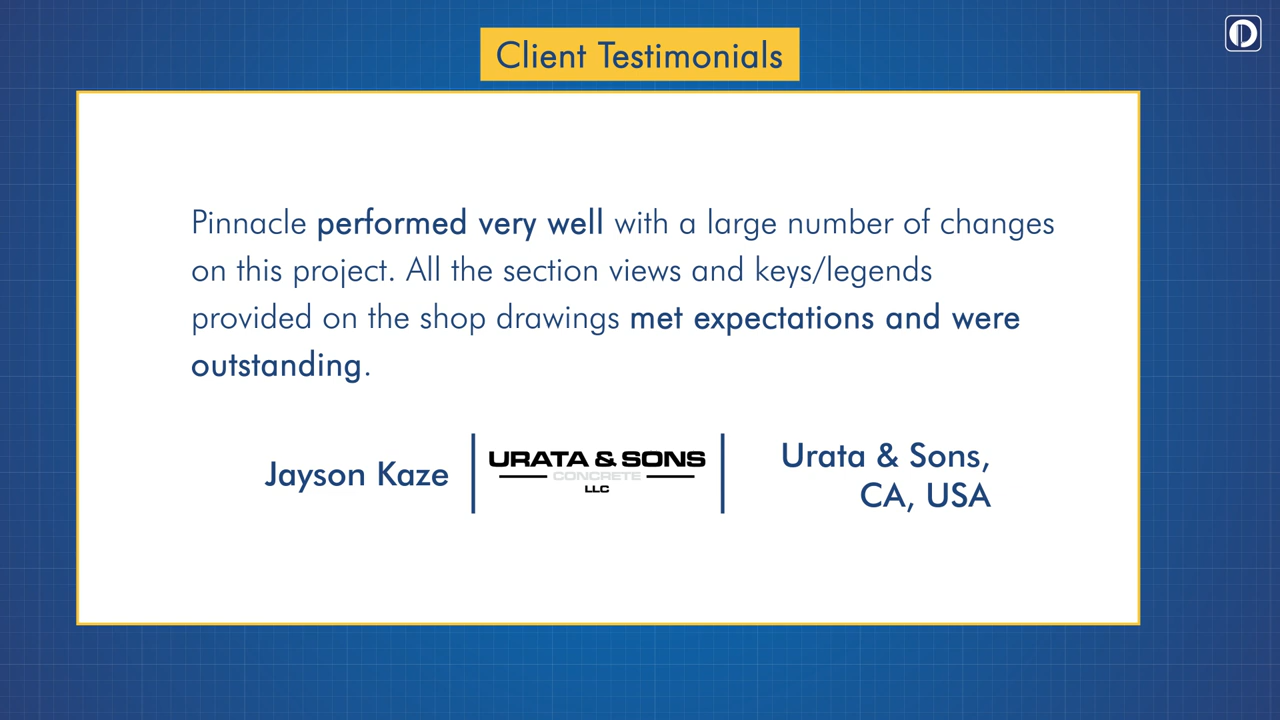 Client Testimonials
Pinnacle performed very well with a large number of changes
on this project. All the section views and keys/legends
provided on the shop drawings met expectations and were
outstanding.
Jayson Kaze
URATA & SONS
CONCRETE
LLC
Urata & Sons,
CA, USA